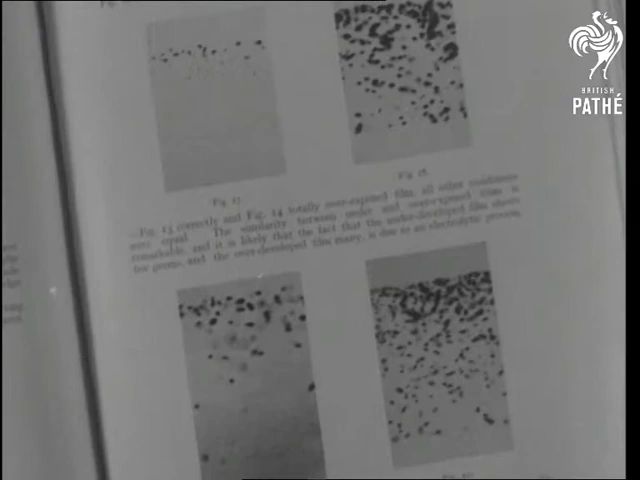 BRITISH
PATHÉ
Fig. 17
Fig. 18
Fig. 13 correctly and Fig. 14 totally over-exposed film, all other conditions
were equal. The similarity between under and over-exposed film is
remarkable, and it is likely that the fact that the under-developed film shows
few grains, and the over-developed film many, is due to an electrolytic process.